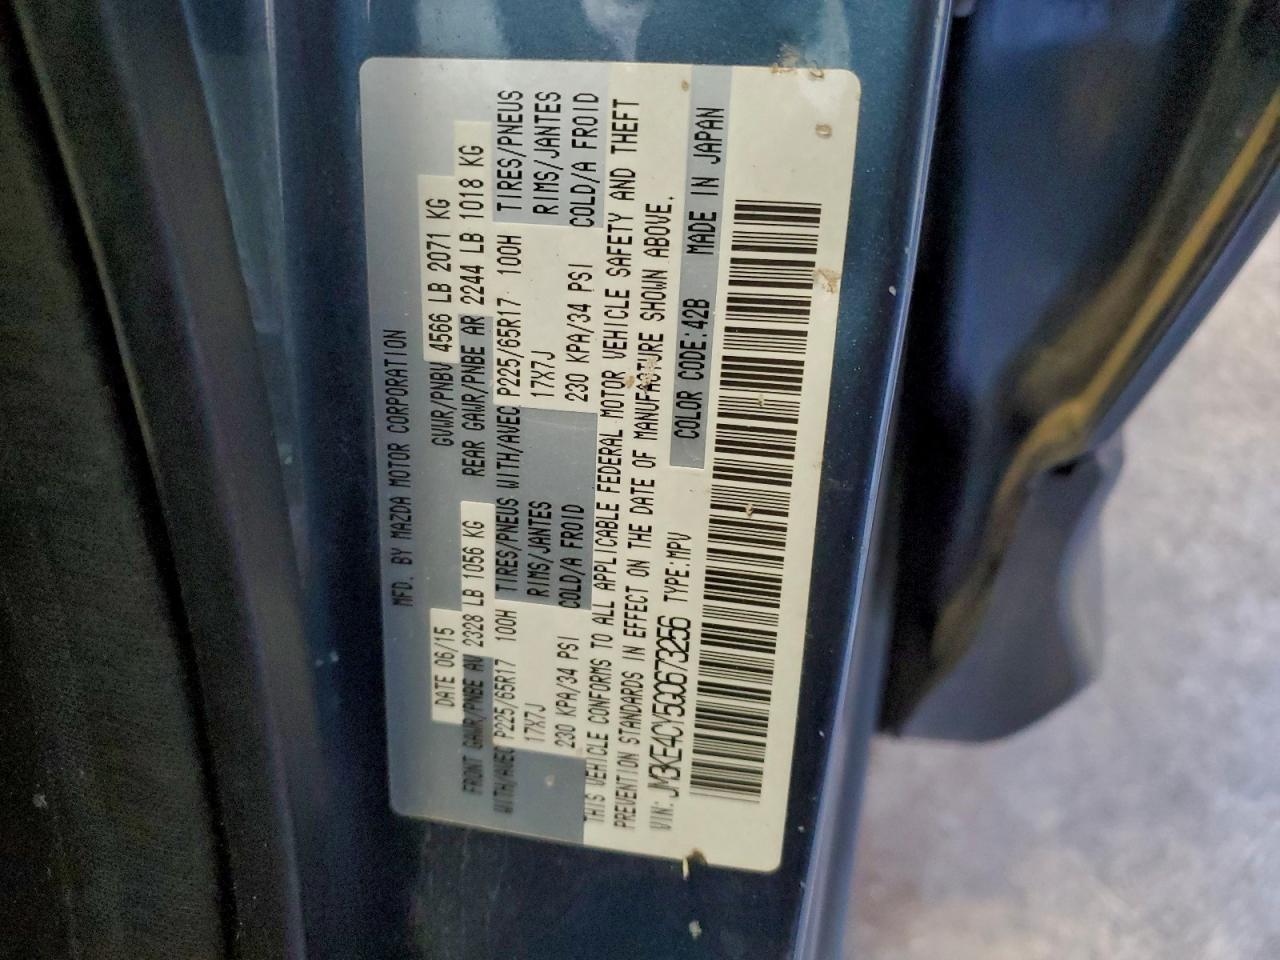 MFD. BY MAZDA MOTOR CORPORATION
DATE 06/15 GVWR/PNBV 4566 LB 2071 KG
FRONT GAWR/PNBE AV 2328 LB 1056 KG REAR GAWR/PNBE AR 2244 LB 1018 KG
WITH/AVEC P225/65R17 100H TIRES/PNEUS WITH/AVEC P225/65R17 100H TIRES/PNEUS
17X7J RIMS/JANTES 17X7J RIMS/JANTES
230 KPA/34 PSI COLD/A FROID 230 KPA/34 PSI COLD/A FROID
THIS VEHICLE CONFORMS TO ALL APPLICABLE FEDERAL MOTOR VEHICLE SAFETY AND THEFT
PREVENTION STANDARDS IN EFFECT ON THE DATE OF MANUFACTURE SHOWN ABOVE.
VIN: JM3KE4CY5G0673256 TYPE:MPV COLOR CODE:42B MADE IN JAPAN